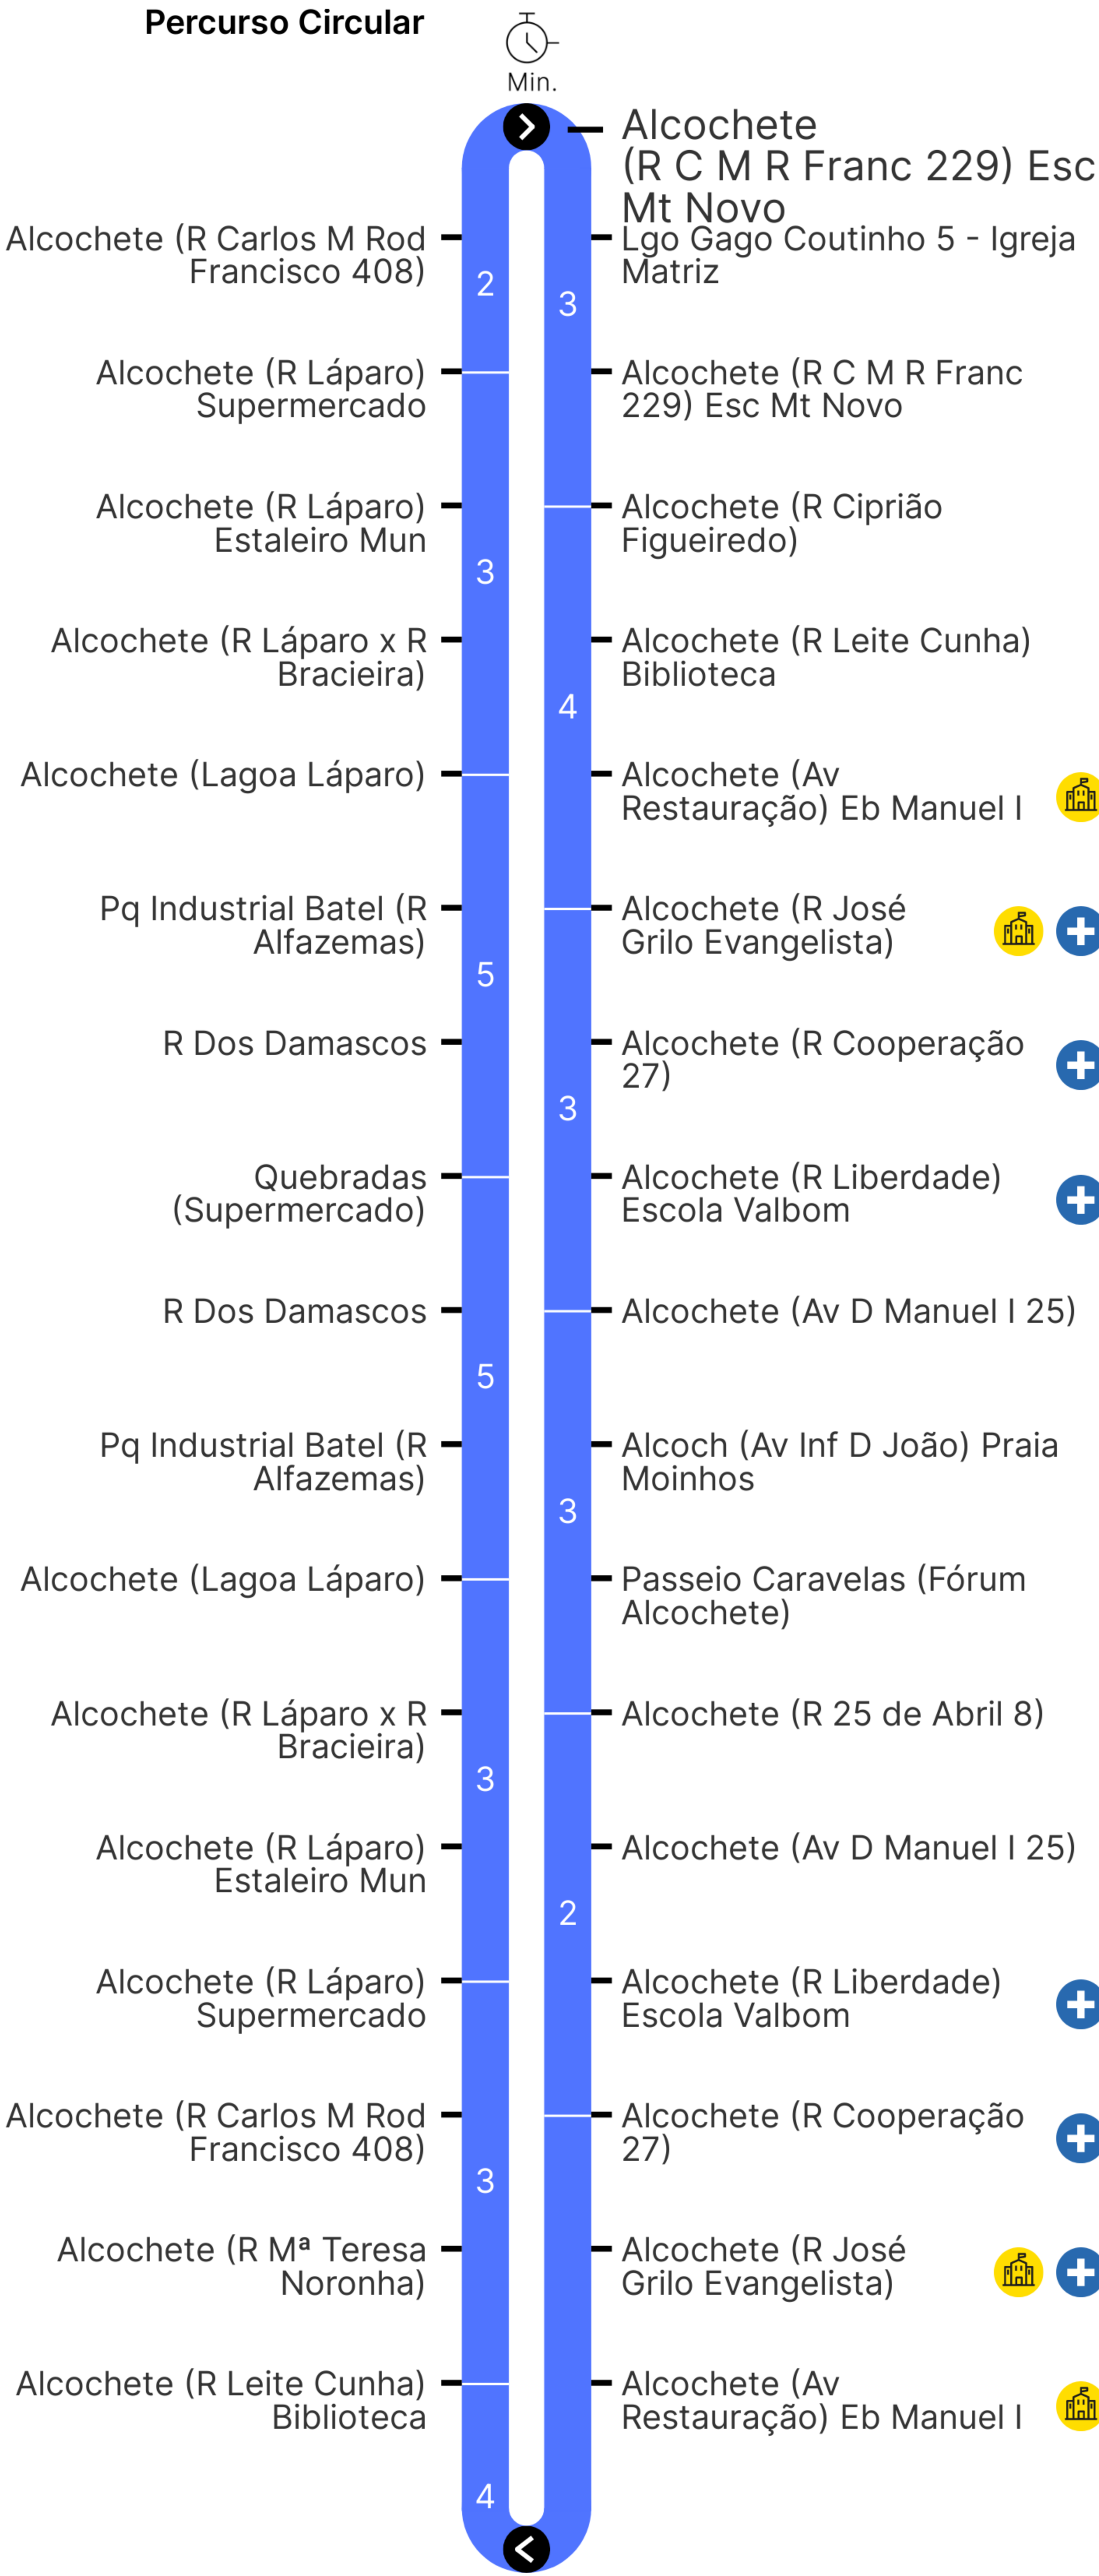 Percurso Circular
Min.
Alcochete
(R C M R Franc 229) Esc
Mt Novo
Lgo Gago Coutinho 5 - Igreja
Matriz
3
Alcochete (R C M R Franc
229) Esc Mt Novo
Alcochete (R Ciprião
Figueiredo)
Alcochete (R Leite Cunha)
Biblioteca
4
Alcochete (Av
Restauração) Eb Manuel I
Alcochete (R José
Grilo Evangelista)
Alcochete (R Cooperação
27)
3
Alcochete (R Liberdade)
Escola Valbom
Alcochete (Av D Manuel I 25)
Alcoch (Av Inf D João) Praia
Moinhos
3
Passeio Caravelas (Fórum
Alcochete)
Alcochete (R 25 de Abril 8)
Alcochete (Av D Manuel I 25)
2
Alcochete (R Liberdade)
Escola Valbom
Alcochete (R Cooperação
27)
Alcochete (R José
Grilo Evangelista)
Alcochete (Av
Restauração) Eb Manuel I
Alcochete (R Carlos M Rod
Francisco 408)
2
Alcochete (R Láparo)
Supermercado
Alcochete (R Láparo)
Estaleiro Mun
3
Alcochete (R Láparo x R
Bracieira)
Alcochete (Lagoa Láparo)
Pq Industrial Batel (R
Alfazemas)
5
R Dos Damascos
Quebradas
(Supermercado)
R Dos Damascos
5
Pq Industrial Batel (R
Alfazemas)
Alcochete (Lagoa Láparo)
Alcochete (R Láparo x R
Bracieira)
3
Alcochete (R Láparo)
Estaleiro Mun
Alcochete (R Láparo)
Supermercado
Alcochete (R Carlos M Rod
Francisco 408)
3
Alcochete (R Mª Teresa
Noronha)
Alcochete (R Leite Cunha)
Biblioteca
4